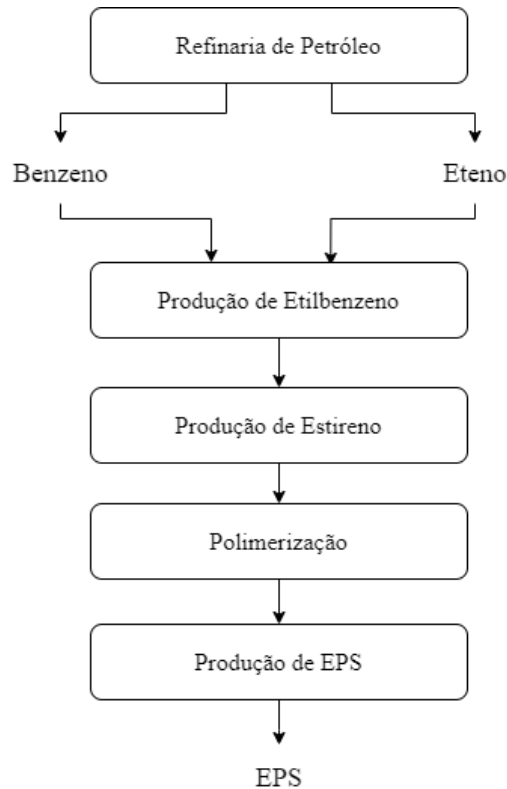 Refinaria de Petróleo
Benzeno
Eteno
Produção de Etilbenzeno
Produção de Estireno
Polimerização
Produção de EPS
EPS